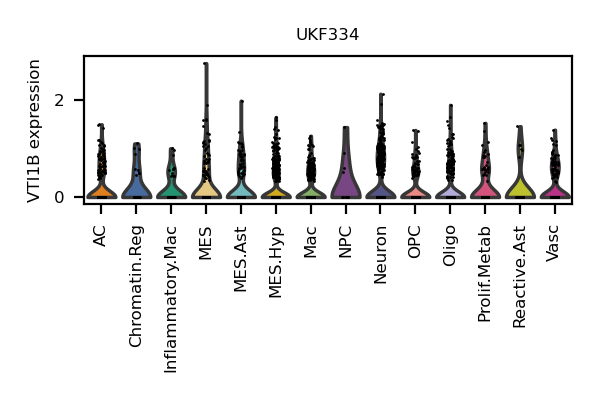 UKF334
VTI1B expression
2
0
AC
Chromatin.Reg
Inflammatory.Mac
MES
MES.Ast
MES.Hyp
Mac
NPC
Neuron
OPC
Oligo
Prolif.Metab
Reactive.Ast
Vasc